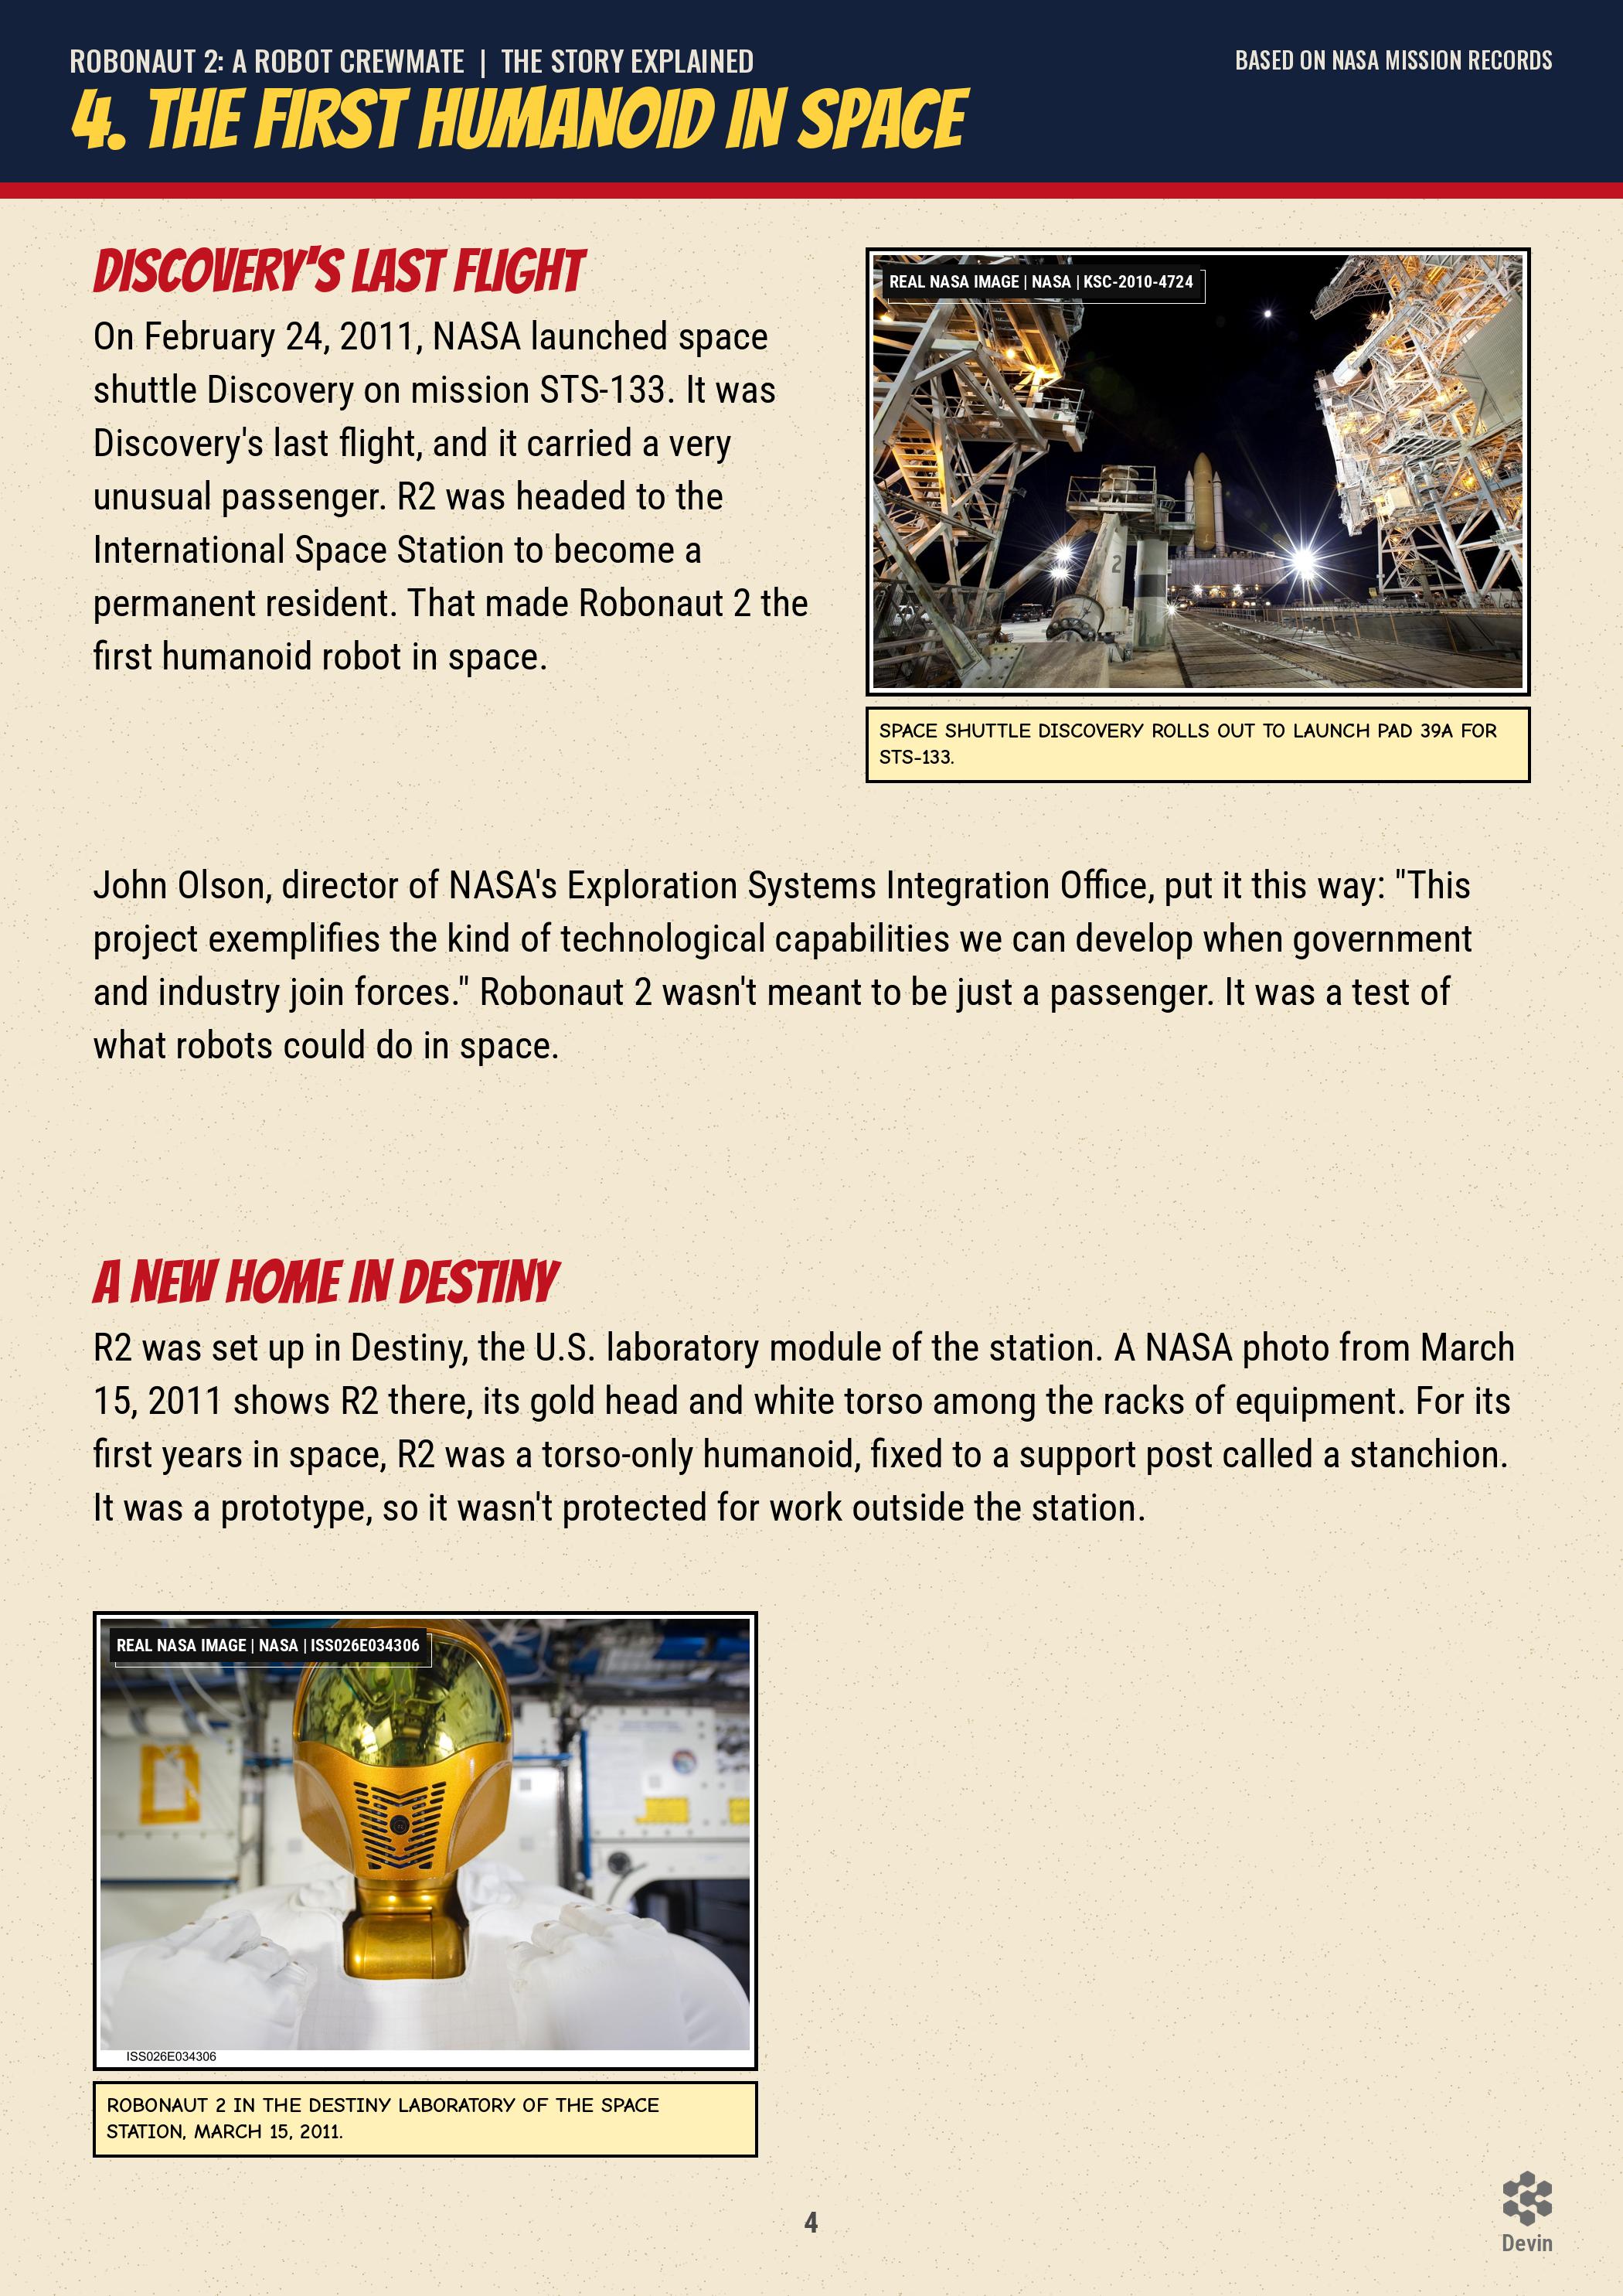 ROBONAUT 2: A ROBOT CREWMATE | THE STORY EXPLAINED
BASED ON NASA MISSION RECORDS
4. THE FIRST HUMANOID IN SPACE
DISCOVERY'S LAST FLIGHT
On February 24, 2011, NASA launched space
shuttle Discovery on mission STS-133. It was
Discovery's last flight, and it carried a very
unusual passenger. R2 was headed to the
International Space Station to become a
permanent resident. That made Robonaut 2 the
first humanoid robot in space.
REAL NASA IMAGE | NASA | KSC-2010-4724
2
SPACE SHUTTLE DISCOVERY ROLLS OUT TO LAUNCH PAD 39A FOR
STS-133.
John Olson, director of NASA's Exploration Systems Integration Office, put it this way: "This
project exemplifies the kind of technological capabilities we can develop when government
and industry join forces." Robonaut 2 wasn't meant to be just a passenger. It was a test of
what robots could do in space.
A NEW HOME IN DESTINY
R2 was set up in Destiny, the U.S. laboratory module of the station. A NASA photo from March
15, 2011 shows R2 there, its gold head and white torso among the racks of equipment. For its
first years in space, R2 was a torso-only humanoid, fixed to a support post called a stanchion.
It was a prototype, so it wasn't protected for work outside the station.
REAL NASA IMAGE | NASA | ISS026E034306
ISS026E034306
ROBONAUT 2 IN THE DESTINY LABORATORY OF THE SPACE
STATION, MARCH 15, 2011.
4
Devin